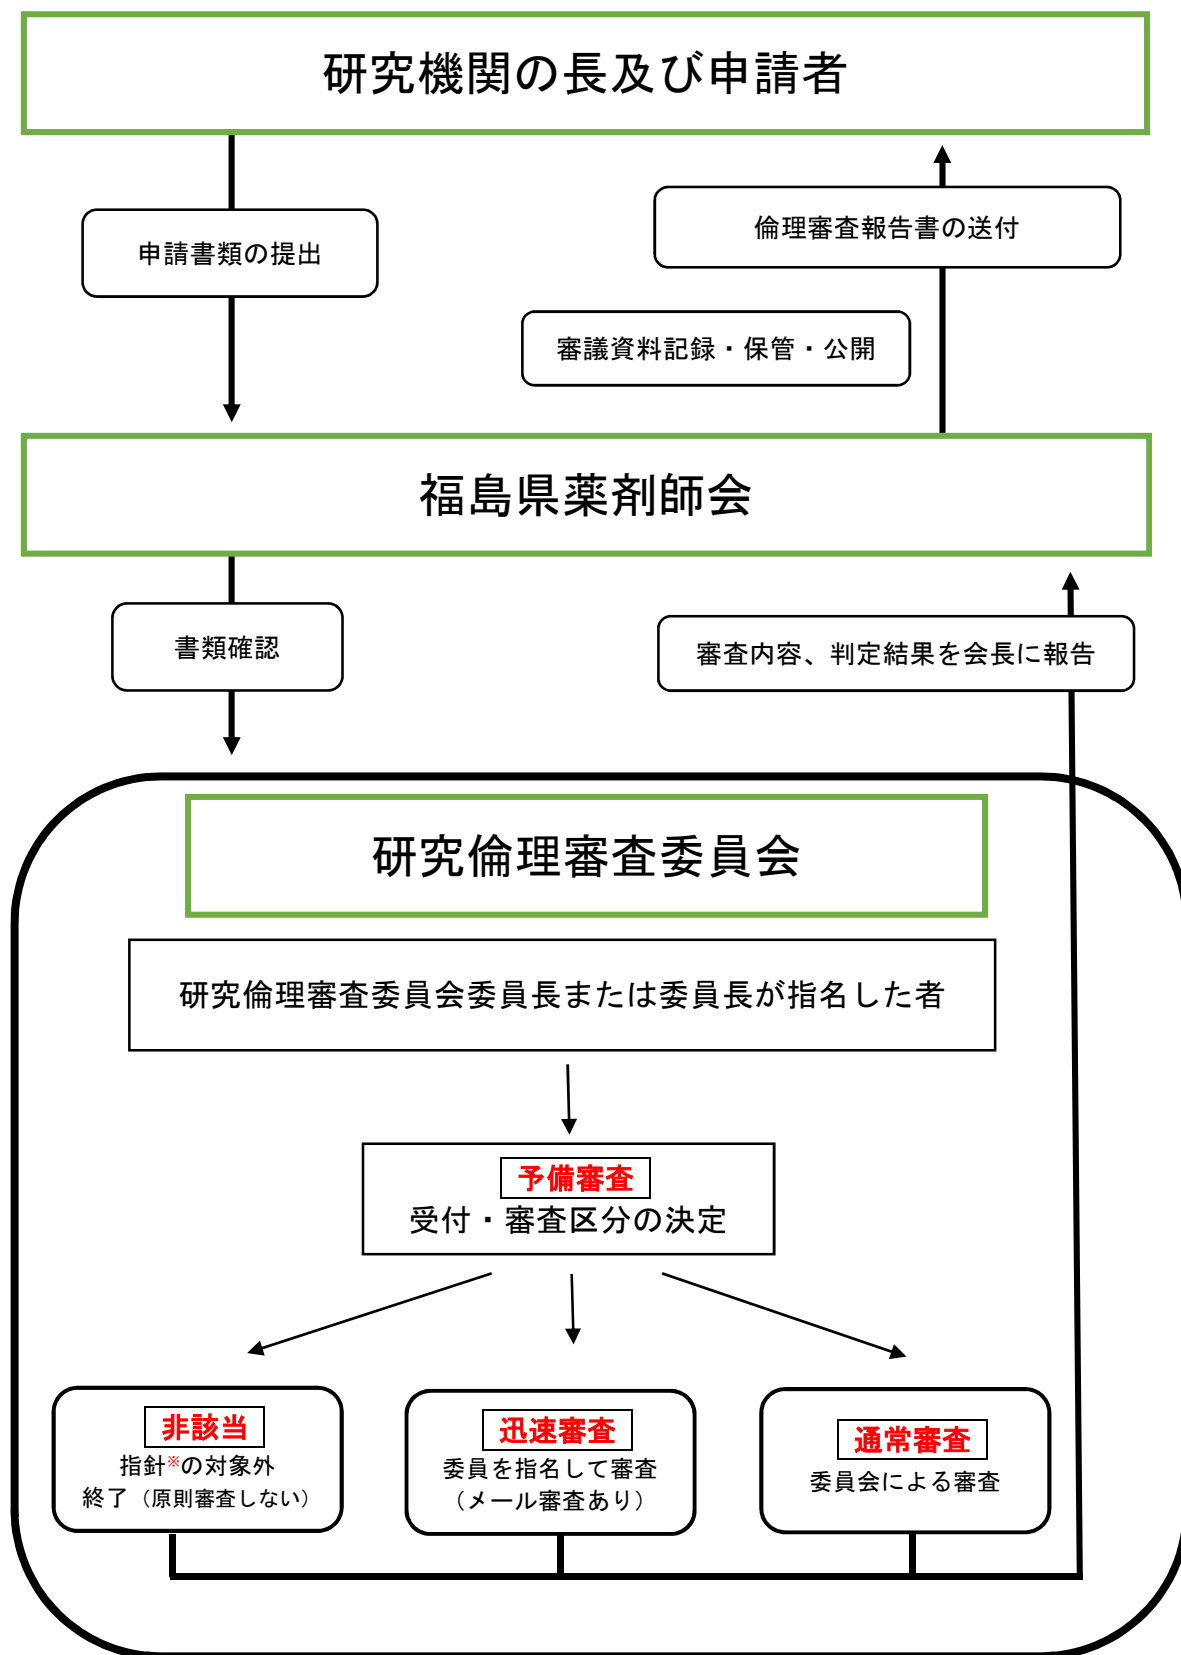 研究機関の長及び申請者
申請書類の提出
倫理審査報告書の送付
審議資料記録・保管・公開
福島県薬剤師会
書類確認
審査内容、判定結果を会長に報告
研究倫理審査委員会
研究倫理審査委員会委員長または委員長が指名した者
予備審査
受付・審査区分の決定
非該当
指針※の対象外
終了（原則審査しない）
迅速審査
委員を指名して審査
（メール審査あり）
通常審査
委員会による審査